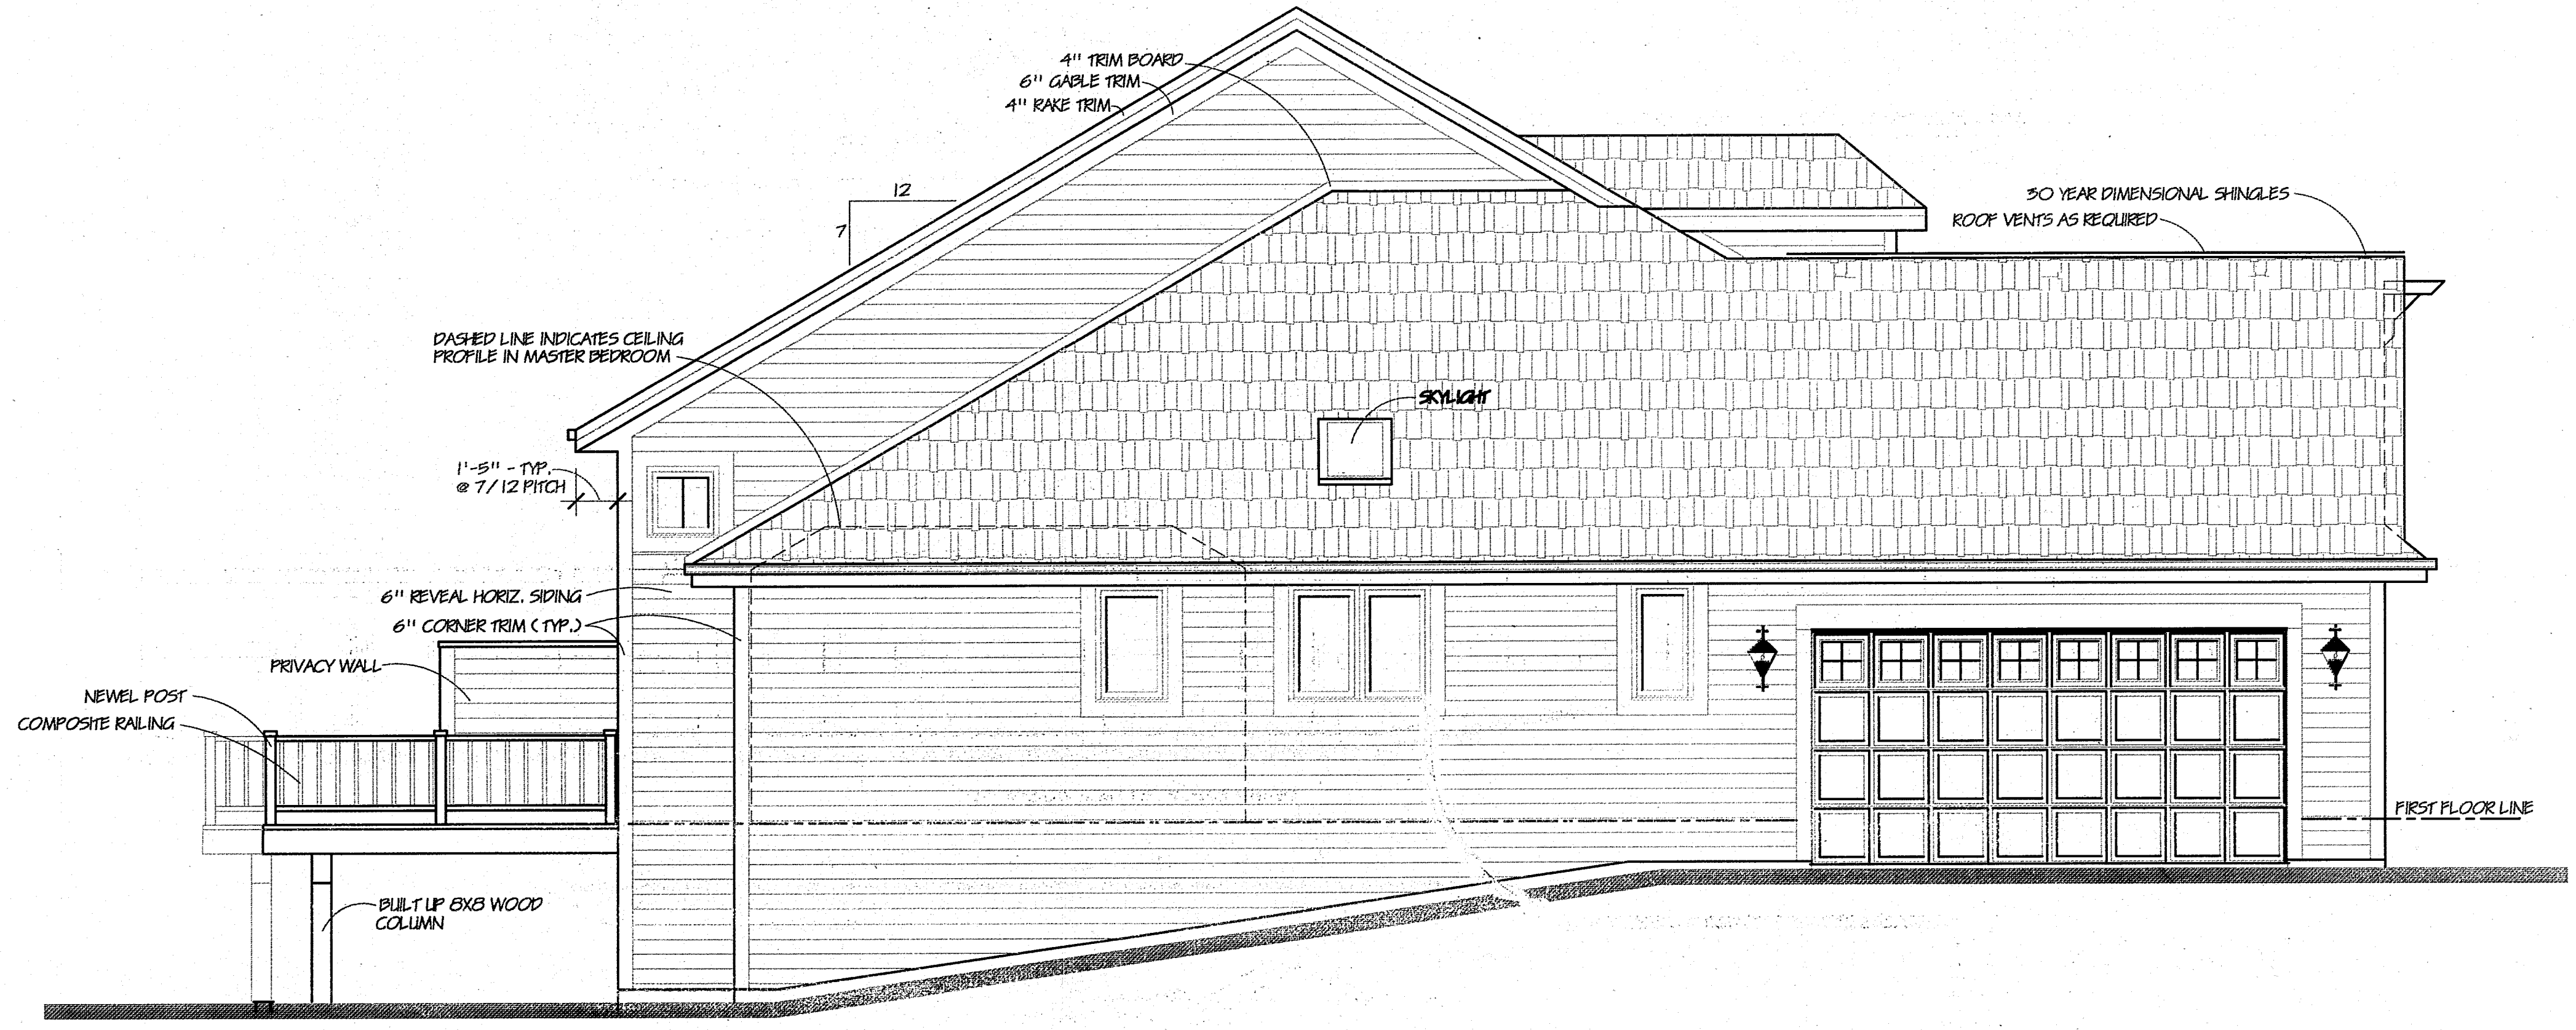 4" TRIM BOARD
6" GABLE TRIM
4" RAKE TRIM
12
7
30 YEAR DIMENSIONAL SHINGLES
ROOF VENTS AS REQUIRED
DASHED LINE INDICATES CEILING
PROFILE IN MASTER BEDROOM
SKYLIGHT
1'-5" - TYP.
@ 7/12 PITCH
6" REVEAL HORIZ. SIDING
6" CORNER TRIM (TYP.)
PRIVACY WALL
NEWEL POST
COMPOSITE RAILING
FIRST FLOOR LINE
BUILT UP 8X8 WOOD
COLUMN